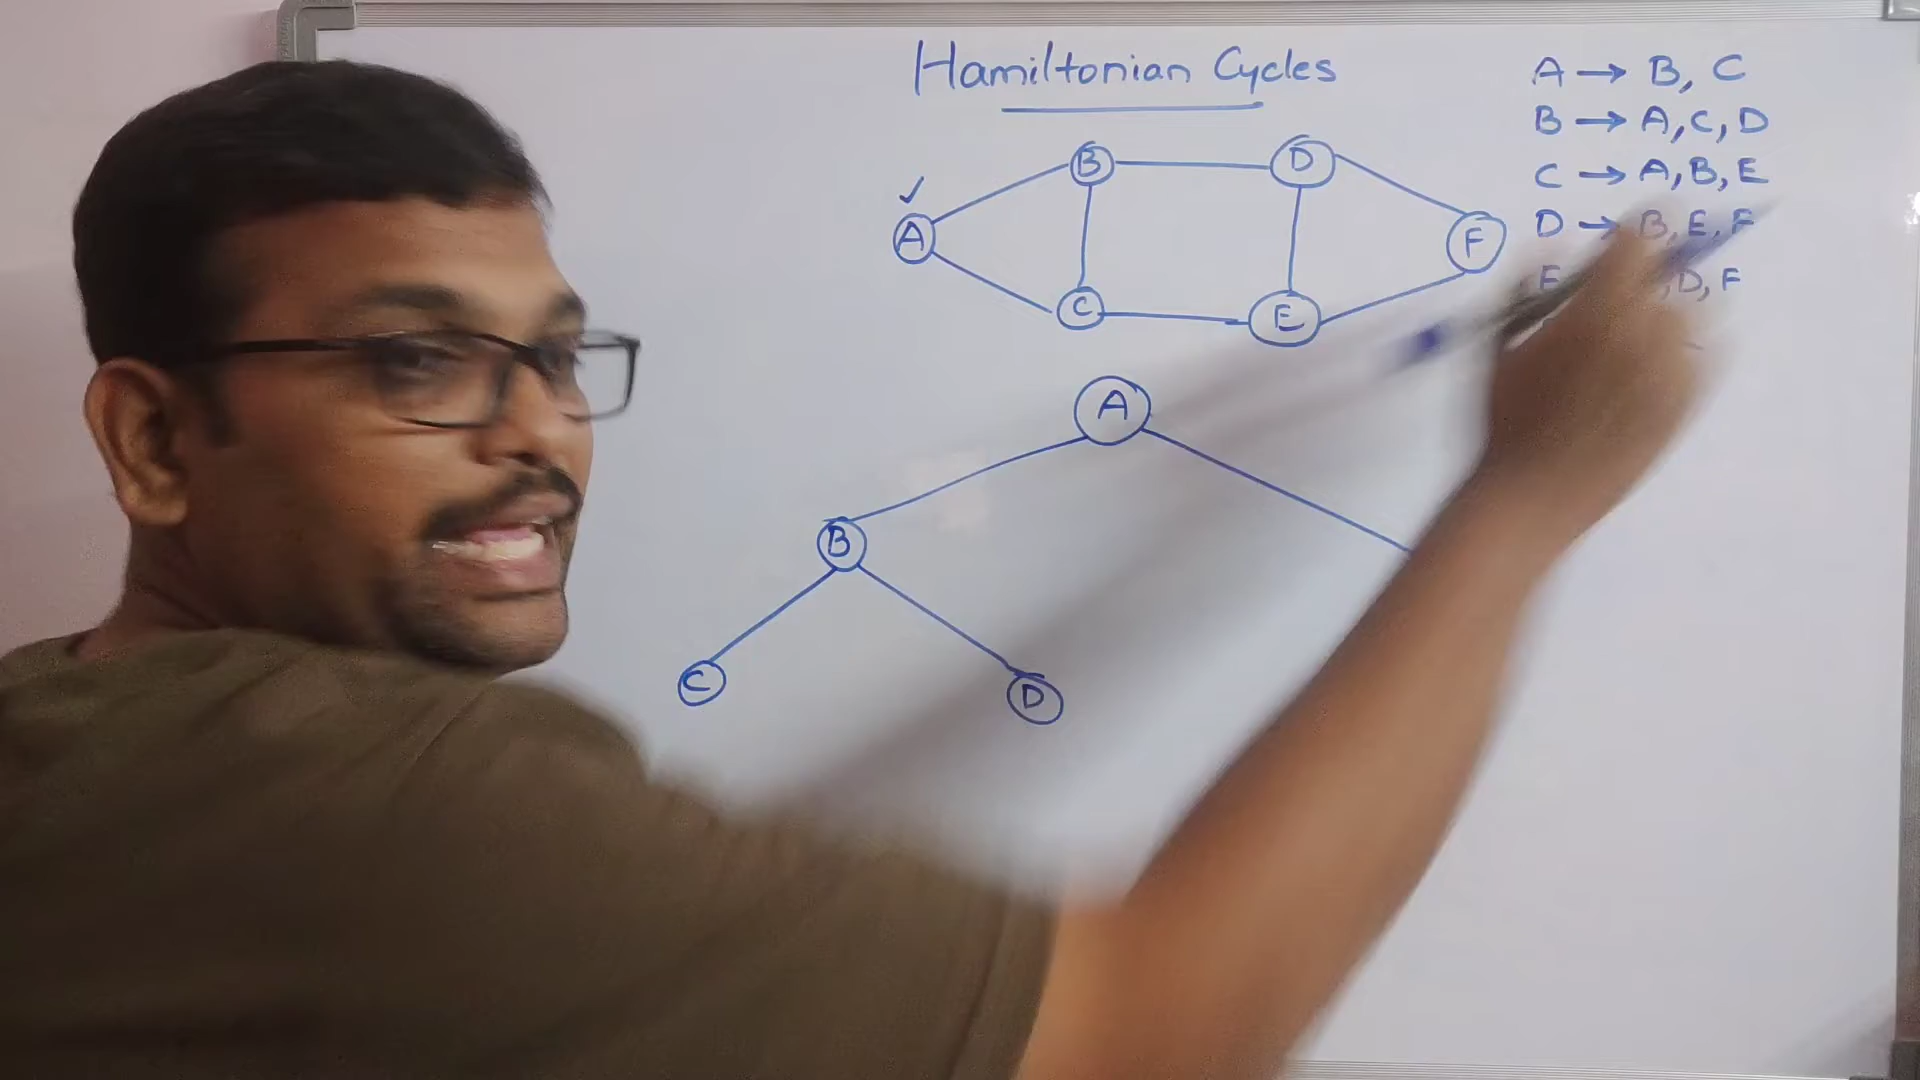 Hamiltonian Cycles
A → B, C
B → A, C, D
C → A, B, E
D → B, E, F
E , D, F
B D
A F
C E
A
B
C D